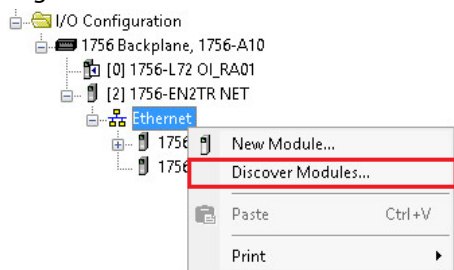 I/O Configuration
1756 Backplane, 1756-A10
[0] 1756-L72 OI_RA01
[2] 1756-EN2TR NET
Ethernet
1756
1756
New Module...
Discover Modules...
Paste Ctrl+V
Print